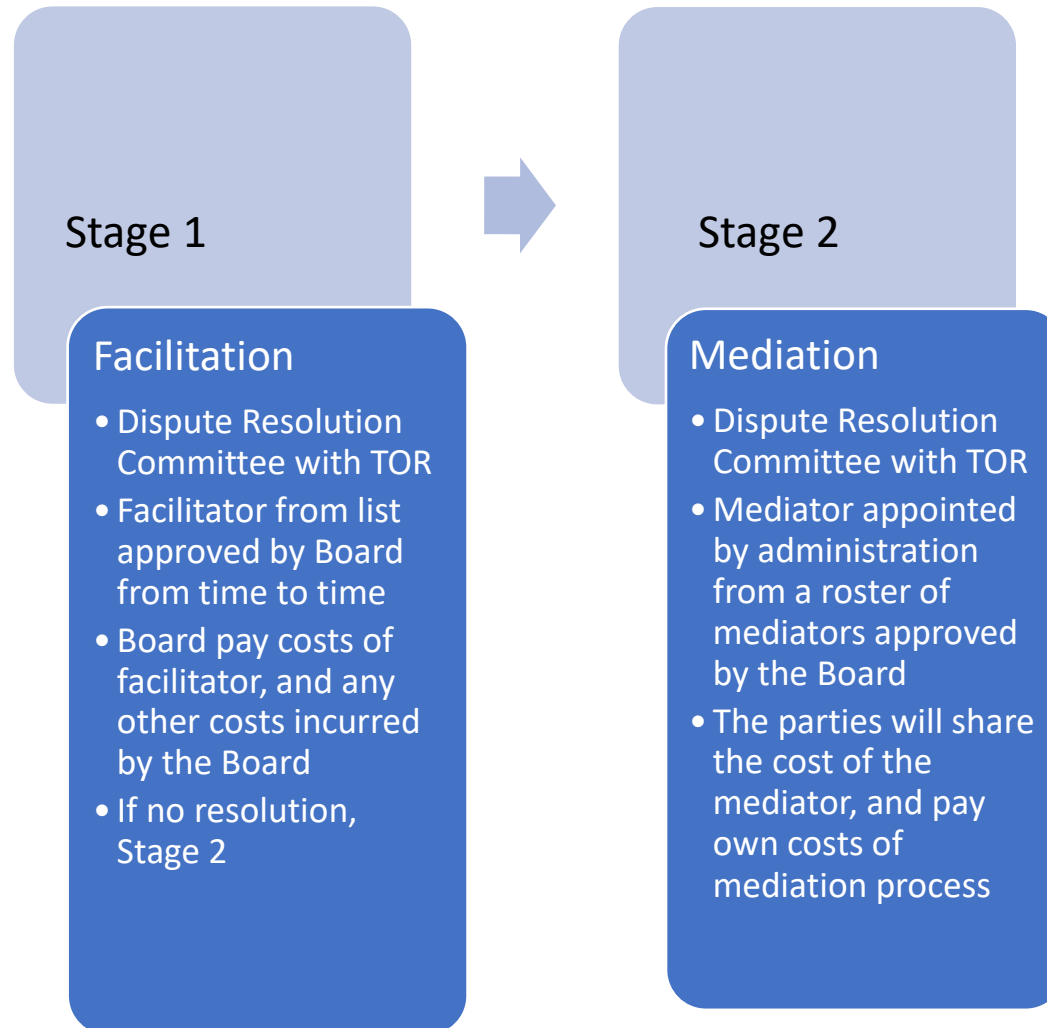 Stage 1
Facilitation
• Dispute Resolution
Committee with TOR
• Facilitator from list
approved by Board
from time to time
• Board pay costs of
facilitator, and any
other costs incurred
by the Board
• If no resolution,
Stage 2
Stage 2
Mediation
• Dispute Resolution
Committee with TOR
• Mediator appointed
by administration
from a roster of
mediators approved
by the Board
• The parties will share
the cost of the
mediator, and pay
own costs of
mediation process